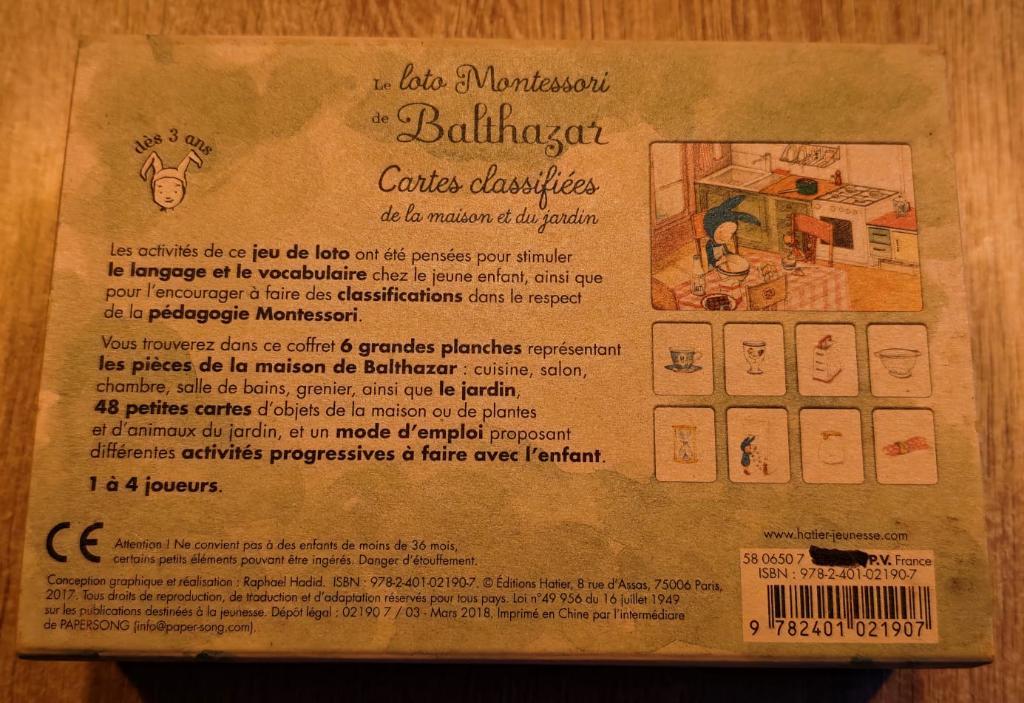 Le loto Montessori
de Balthazar
dès 3 ans
Cartes classifiées
de la maison et du jardin
Les activités de ce jeu de loto ont été pensées pour stimuler
le langage et le vocabulaire chez le jeune enfant, ainsi que
pour l'encourager à faire des classifications dans le respect
de la pédagogie Montessori.
Vous trouverez dans ce coffret 6 grandes planches représentant
les pièces de la maison de Balthazar : cuisine, salon,
chambre, salle de bains, grenier, ainsi que le jardin,
48 petites cartes d'objets de la maison ou de plantes
et d'animaux du jardin, et un mode d'emploi proposant
différentes activités progressives à faire avec l'enfant.
1 à 4 joueurs.
CE
Attention ! Ne convient pas à des enfants de moins de 36 mois,
certains petits éléments pouvant être ingérés. Danger d'étouffement.
Conception graphique et réalisation : Raphaël Hadid. ISBN : 978-2-401-02190-7. © Éditions Hatier, 8 rue d'Assas, 75006 Paris,
2017. Tous droits de reproduction, de traduction et d'adaptation réservés pour tous pays. Loi n°49 956 du 16 juillet 1949
sur les publications destinées à la jeunesse. Dépôt légal : 02190 7 / 03 - Mars 2018. Imprimé en Chine par l'intermédiaire
de PAPERSONG (info@paper-song.com).
www.hatier-jeunesse.com
58 0650 7 P.V. France
ISBN : 978-2-401-02190-7
9 782401 021907